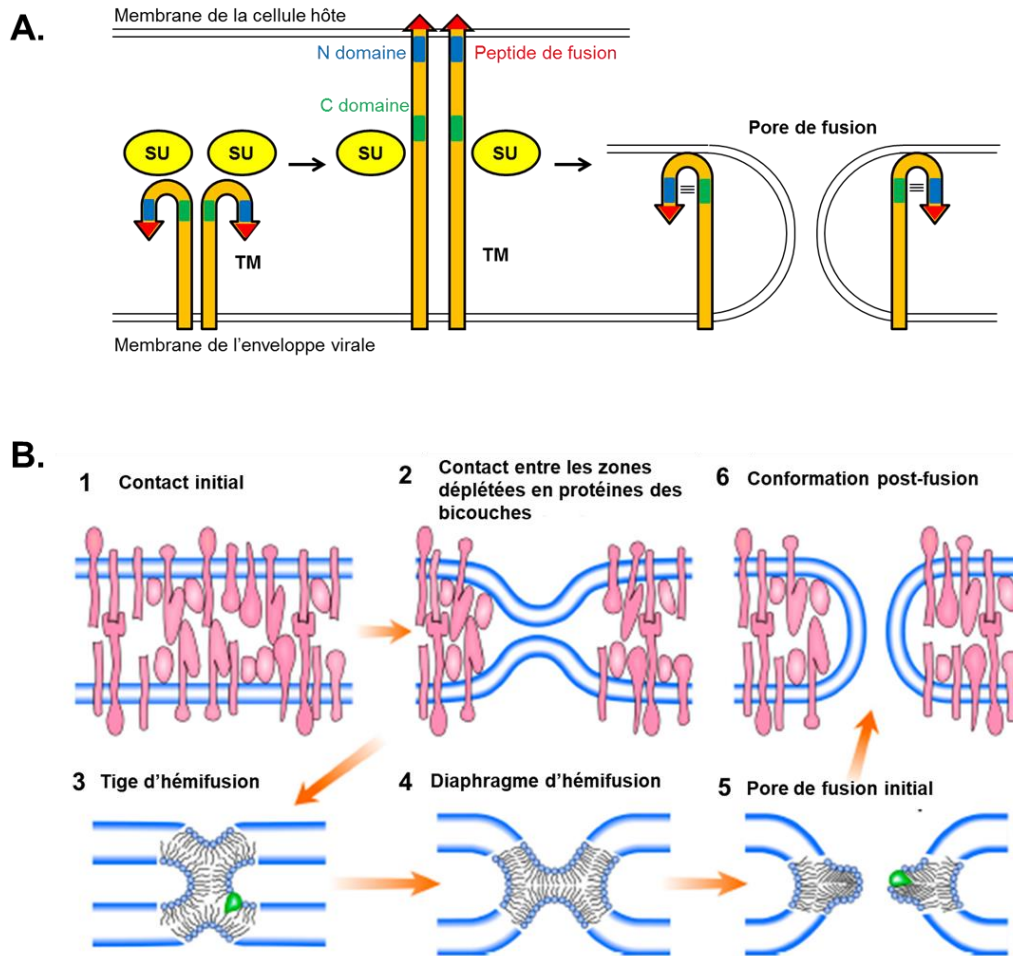 A.
Membrane de la cellule hôte
N domaine
Peptide de fusion
C domaine
SU
SU
SU
SU
Pore de fusion
TM
TM
Membrane de l'enveloppe virale
B.
1 Contact initial
2 Contact entre les zones
déplétées en protéines des
bicouches
6 Conformation post-fusion
3 Tige d'hémifusion
4 Diaphragme d'hémifusion
5 Pore de fusion initial